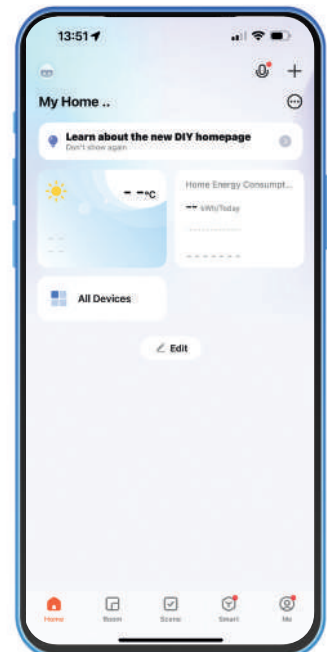 13:51
My Home ..
Learn about the new DIY homepage
Don't show again
- -°C
Home Energy Consumpt...
-- kWh/Today
All Devices
Edit
Home
Room
Scene
Smart
Me